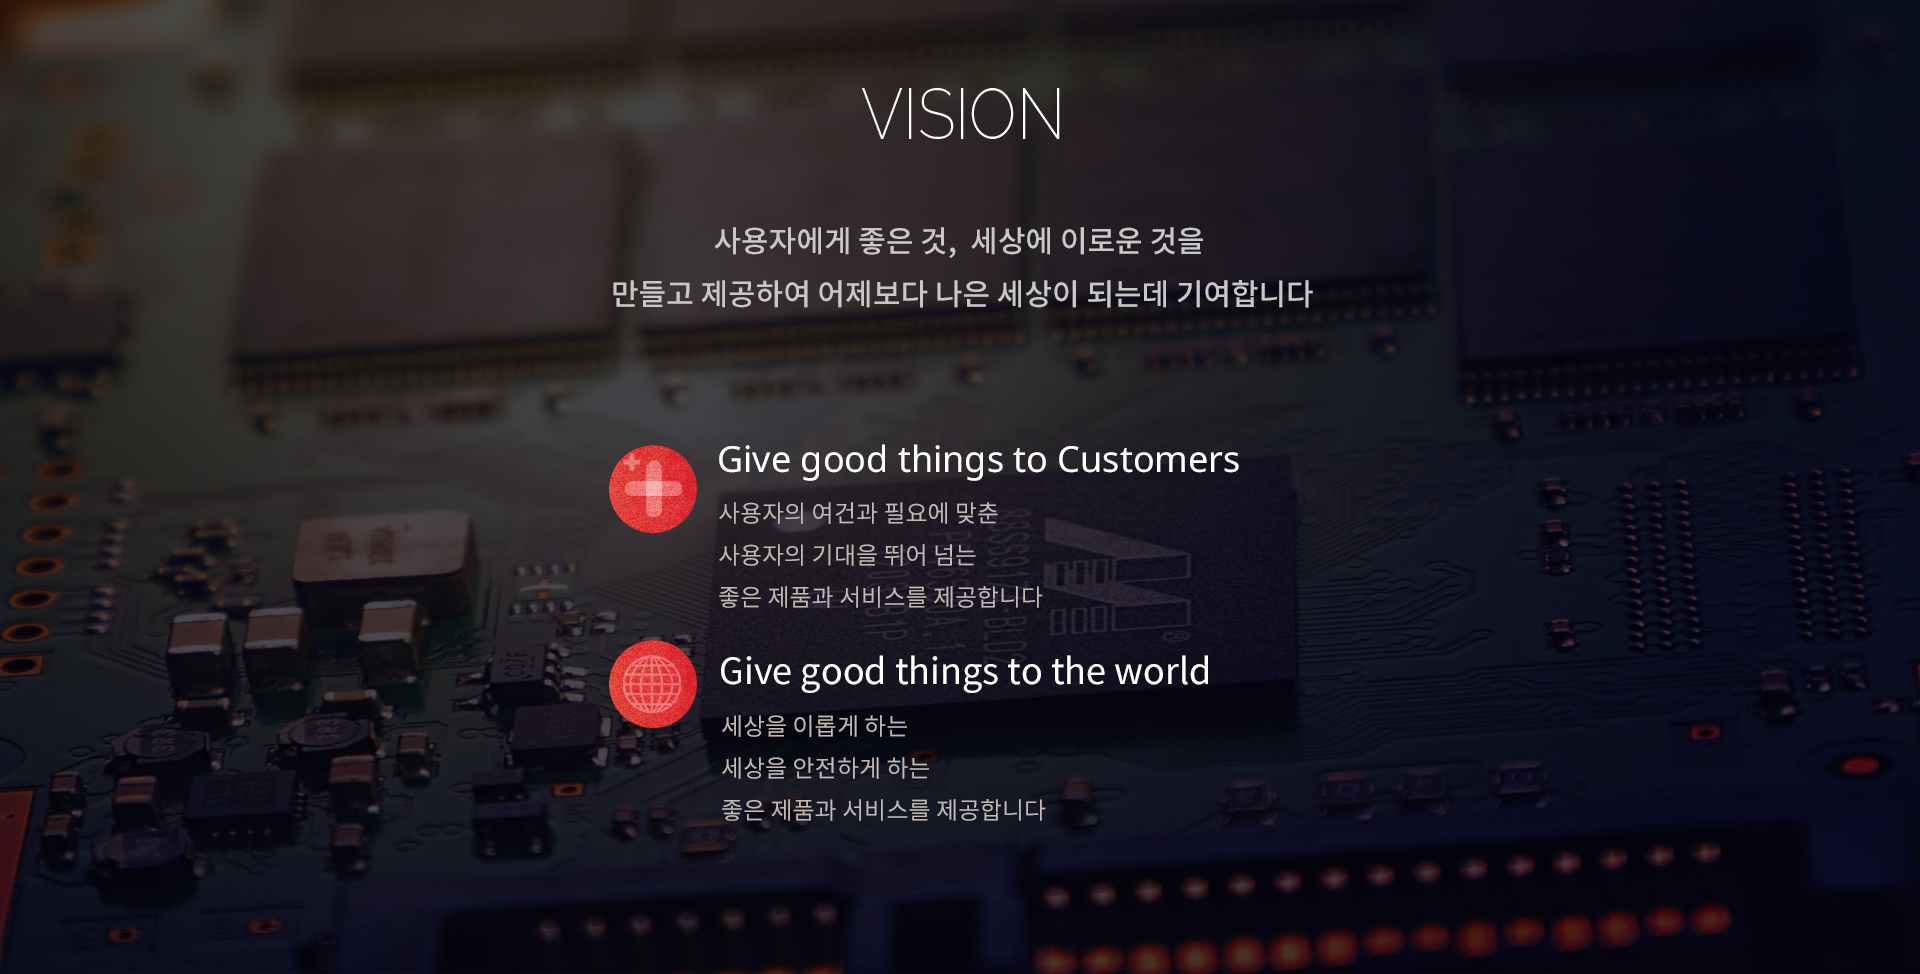 VISION
사용자에게 좋은 것, 세상에 이로운 것을
만들고 제공하여 어제보다 나은 세상이 되는데 기여합니다
Give good things to Customers
사용자의 여건과 필요에 맞춘
사용자의 기대을 뛰어 넘는
좋은 제품과 서비스를 제공합니다
Give good things to the world
세상을 이롭게 하는
세상을 안전하게 하는
좋은 제품과 서비스를 제공합니다